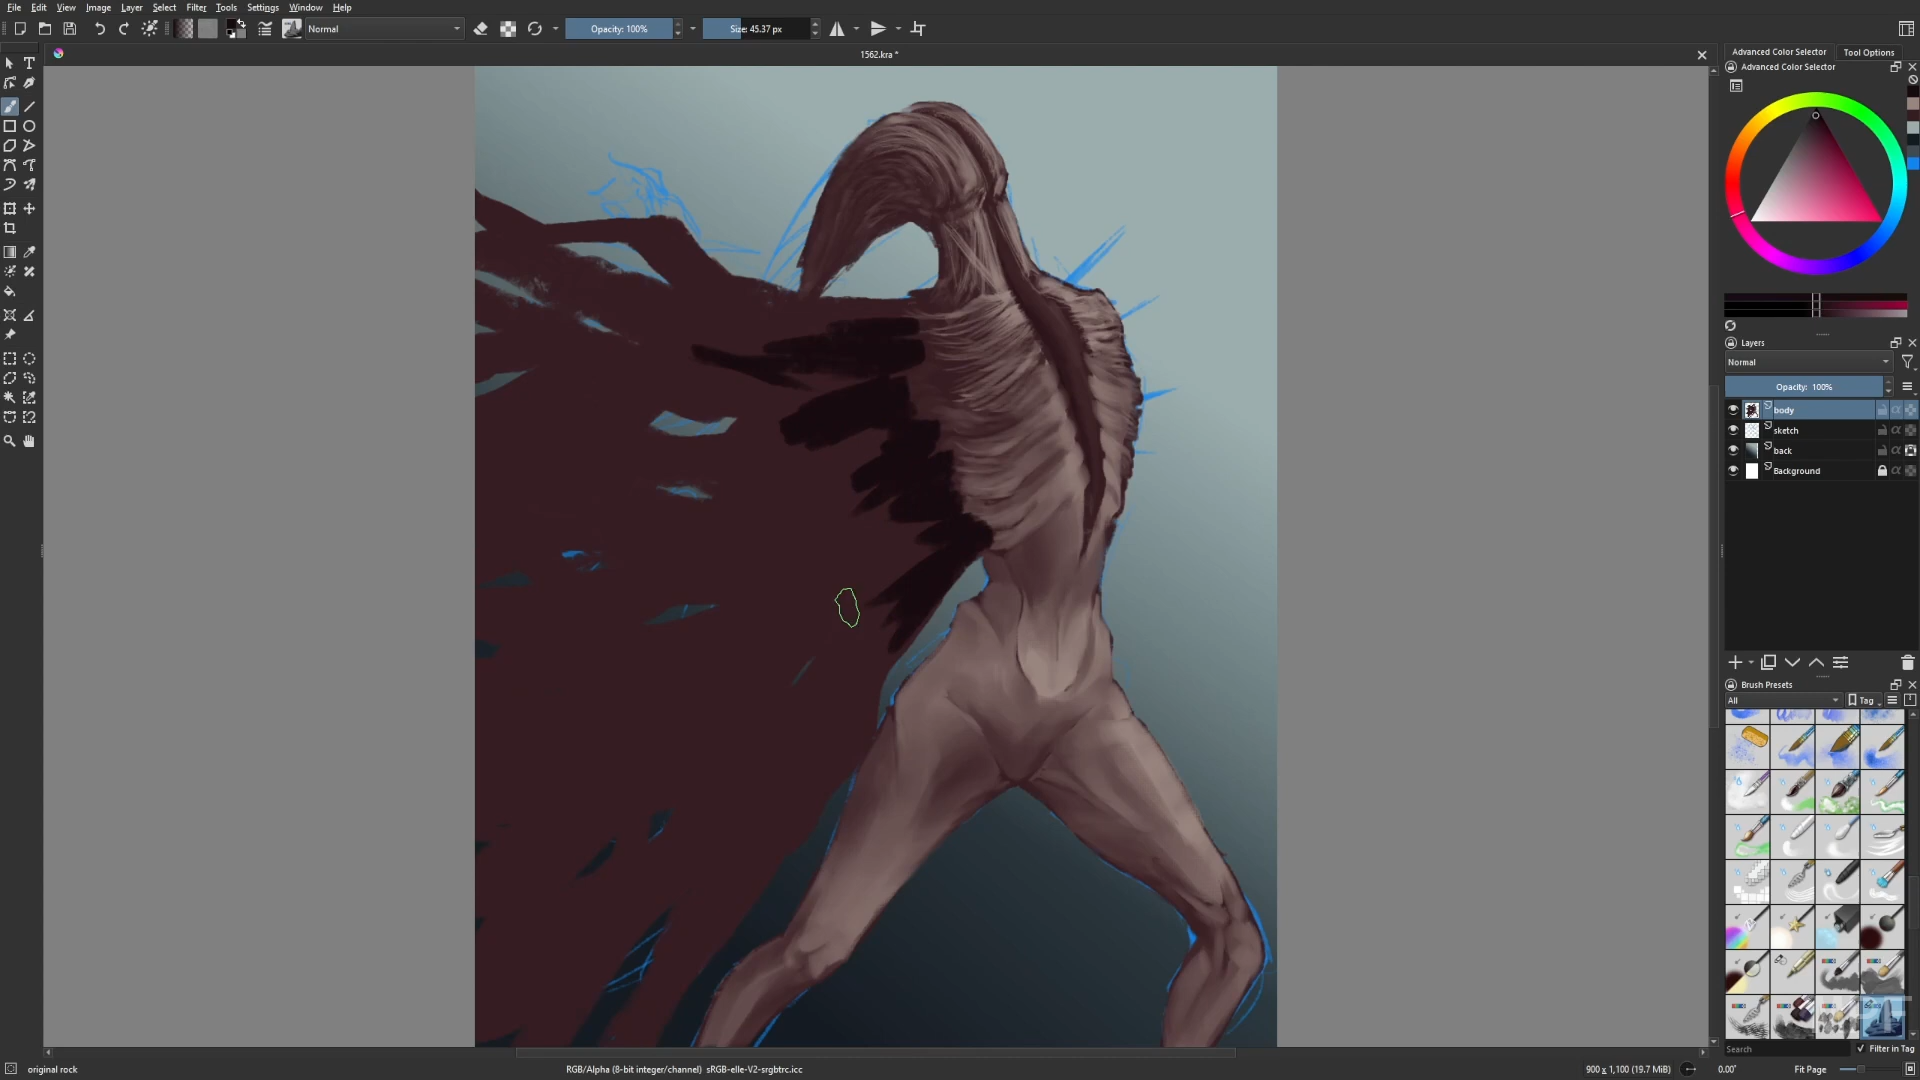 File Edit View Image Layer Select Filter Tools Settings Window Help
Normal Opacity: 100% Size: 45.37 px
1562.kra *
Advanced Color Selector Tool Options
Advanced Color Selector
Layers
Normal
Opacity: 100%
body
sketch
back
Background
Brush Presets
All Tag
Search Filter in Tag
original rock RGB/Alpha (8-bit integer/channel) sRGB-elle-V2-srgbtrc.icc 900 x 1,100 (19.7 MiB) 0.00° Fit Page